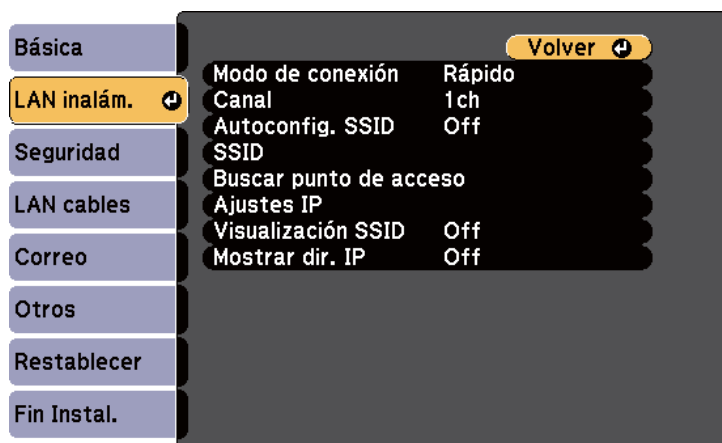 Básica
LAN inalám.
Seguridad
LAN cables
Correo
Otros
Restablecer
Fin Instal.
Volver
Modo de conexión Rápido
Canal 1ch
Autoconfig. SSID Off
SSID
Buscar punto de acceso
Ajustes IP
Visualización SSID Off
Mostrar dir. IP Off